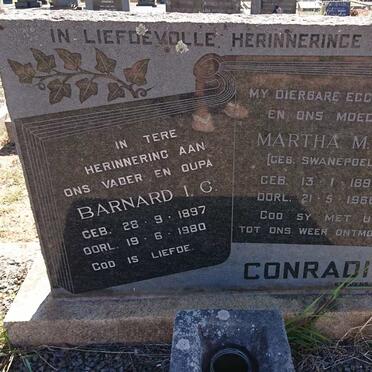 IN LIEFDEVOLLE HERINNERINGE
IN TERE
HERINNERING AAN
ONS VADER EN OUPA
BARNARD I. G.
GEB. 28 - 9 - 1897
OORL. 19 - 6 - 1980
GOD IS LIEFDE.
MY DIERBARE
EN ONS
MARTHA M.
[GEB. SWANEPOEL
GEB. 13 - 1 -
OORL. 21 - 5 -
GOD SY MET
TOT ONS WEER